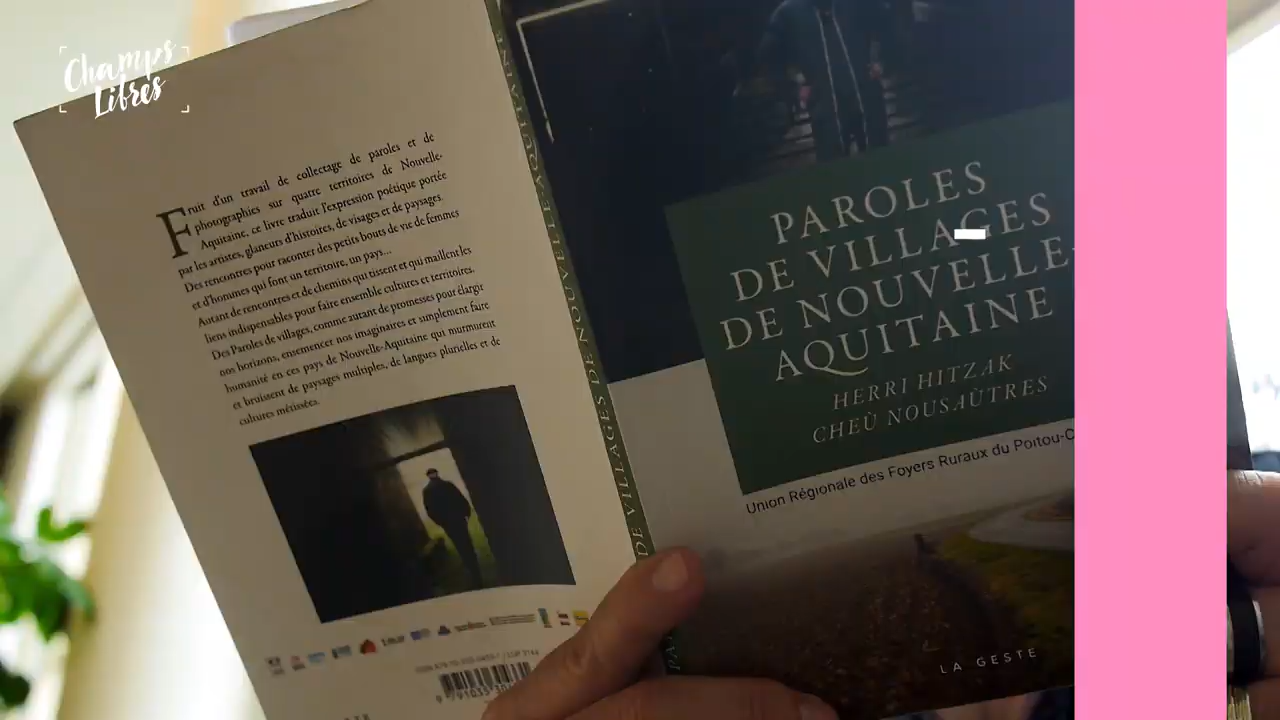 Champs
Libres
Fruit d'un travail de collectage de paroles et de
photographies sur quatre territoires de Nouvelle-
Aquitaine, ce livre traduit l'expression poétique portée
par les artistes, glaneurs d'histoires, de visages et de paysages.
Des rencontres pour raconter des petits bouts de vie de femmes
et d'hommes qui font un territoire, un pays...
Autant de rencontres et de chemins qui tissent et qui maillent les
liens indispensables pour faire ensemble cultures et territoires.
Des Paroles de villages, comme autant de promesses pour élargir
nos horizons, ensemencer nos imaginaires et simplement faire
humanité en ces pays de Nouvelle-Aquitaine qui murmurent
et bruissent de paysages multiples, de langues plurielles et de
cultures métissées.
DE VILLAGES DE NOUVELLE-AQUITAINE
PAROLES
DE VILLAGES
DE NOUVELLE-
AQUITAINE
HERRI HITZAK
CHEÙ NOUSAÙTRES
Union Régionale des Foyers Ruraux du Poitou-C
LA GESTE